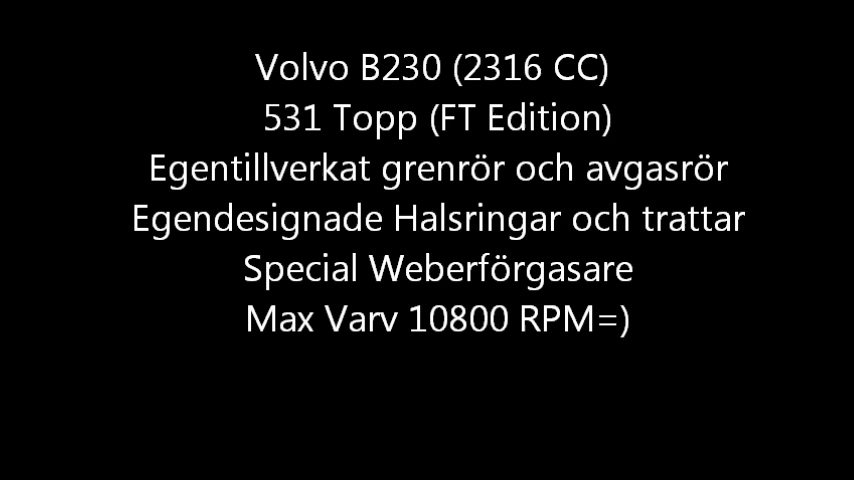 Volvo B230 (2316 CC)
531 Topp (FT Edition)
Egentillverkat grenrör och avgasrör
Egendesignade Halsringar och trattar
Special Weberförgasare
Max Varv 10800 RPM=)